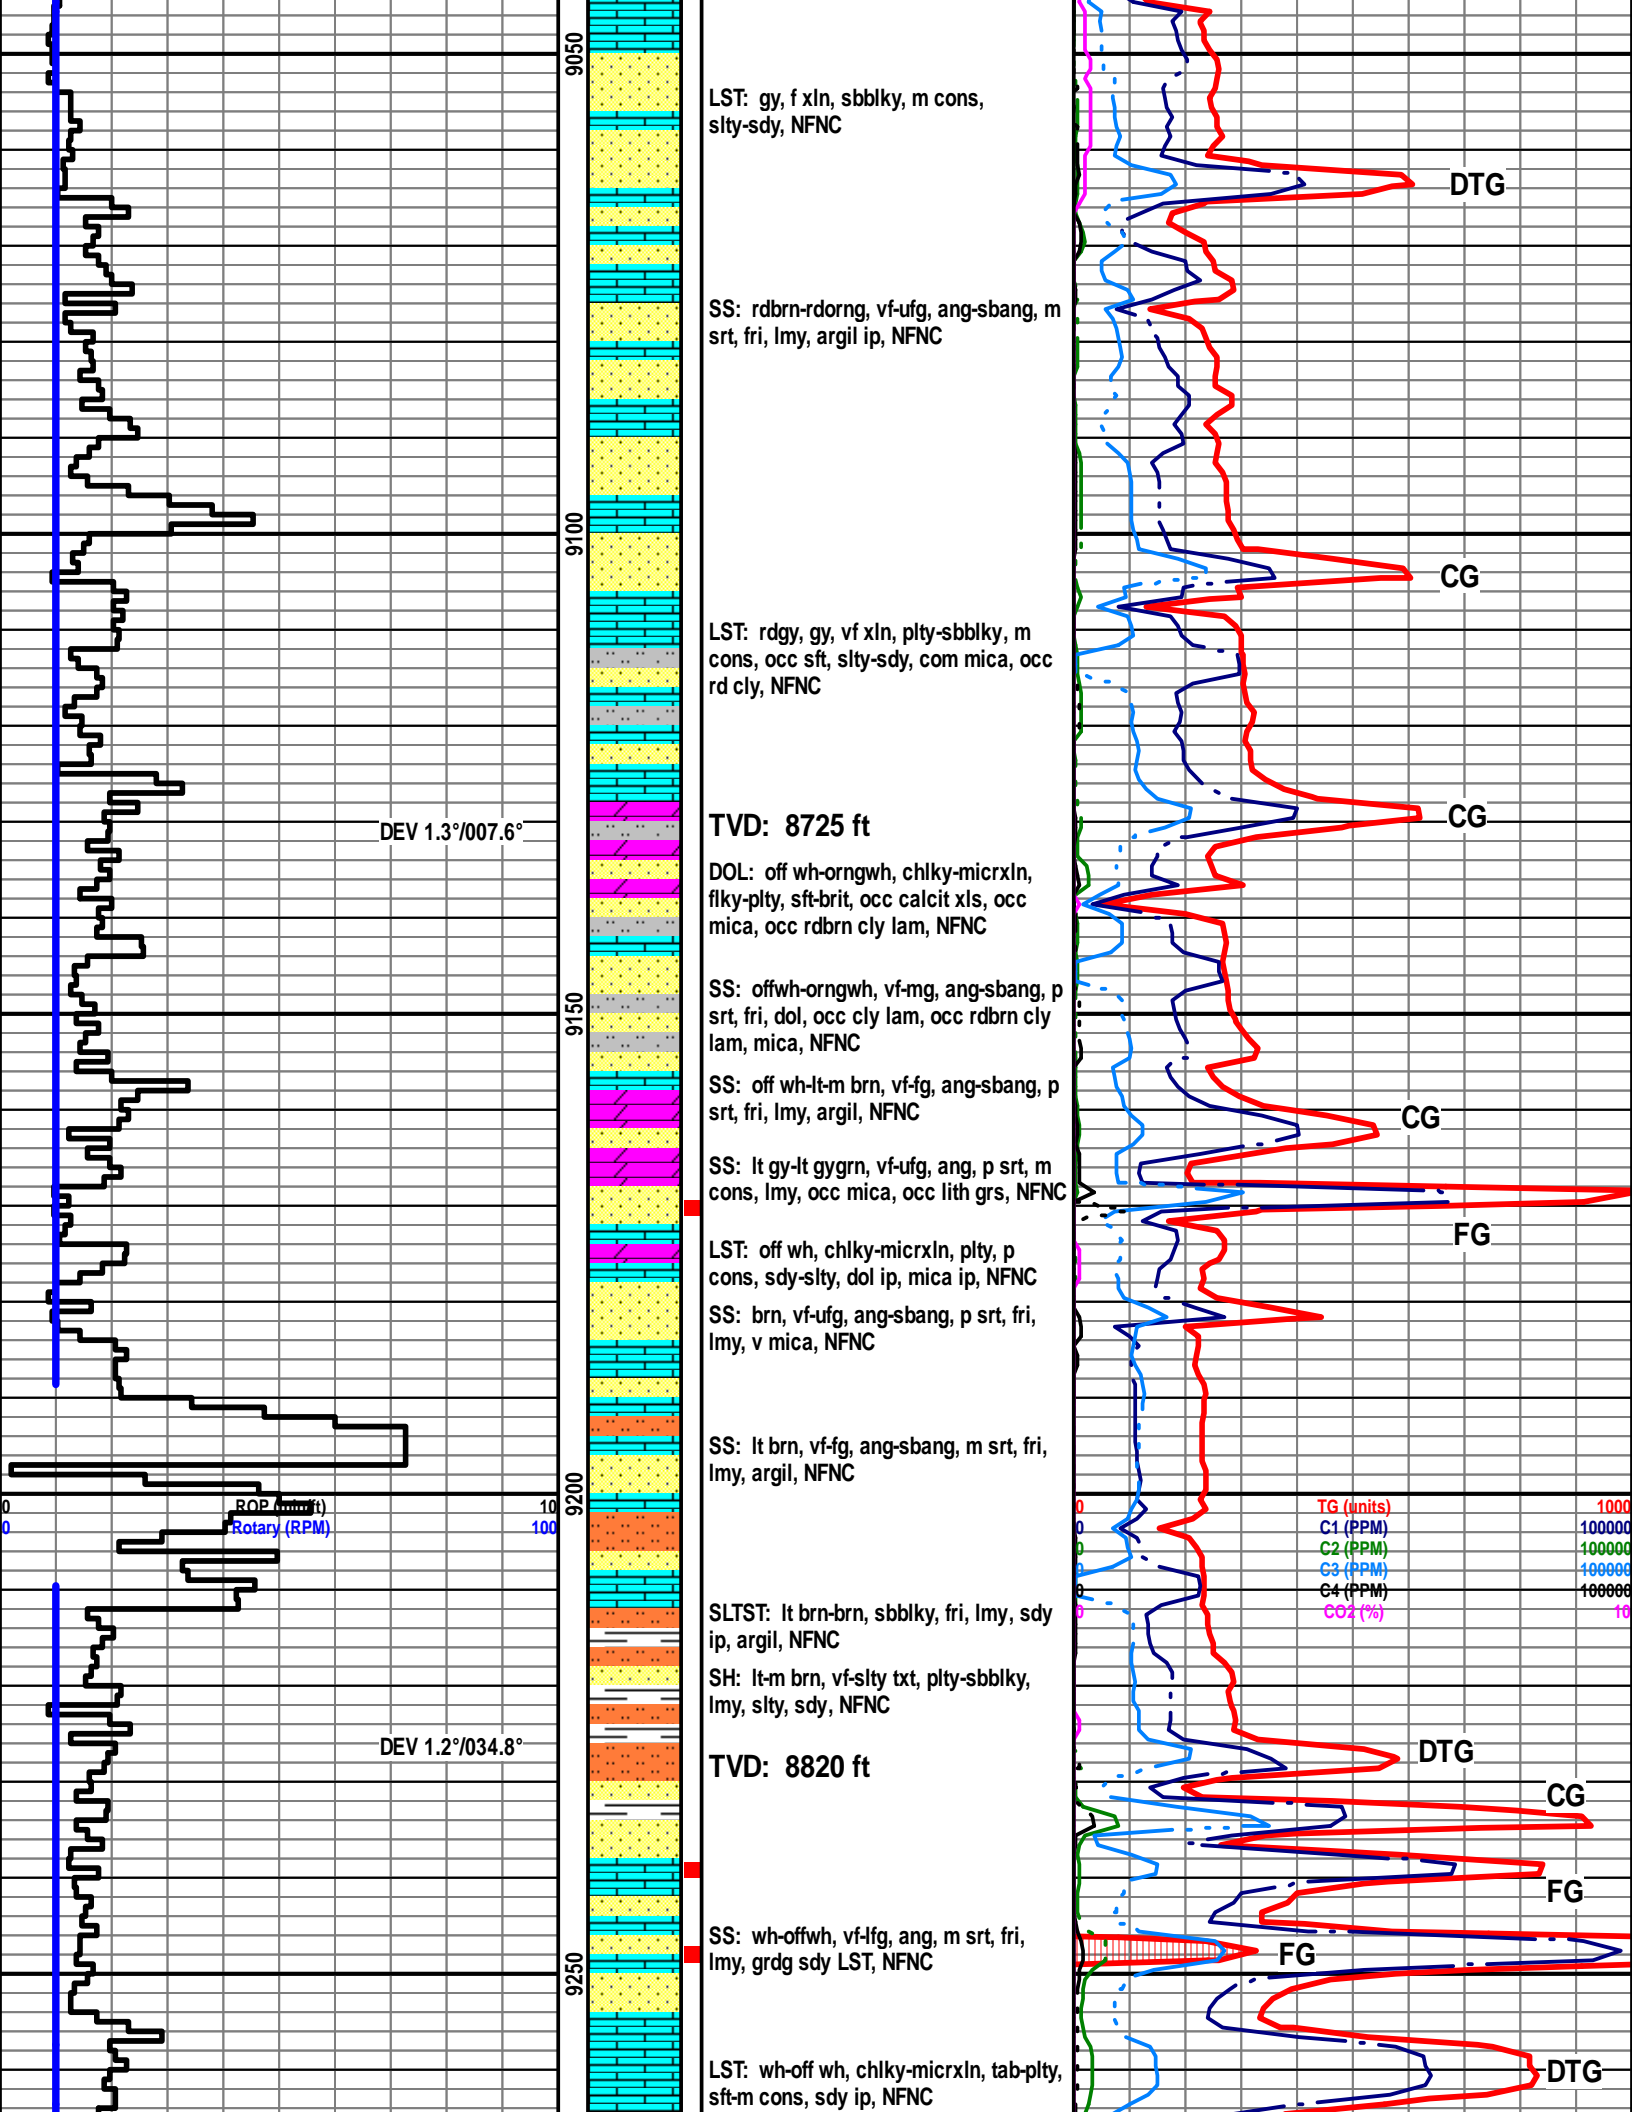 9050
LST: gy, f xln, sbblky, m cons,
slty-sdy, NFNC
DTG
SS: rdbrn-rdorng, vf-ufg, ang-sbang, m
srt, fri, lmy, argil ip, NFNC
9100
CG
LST: rdgy, gy, vf xln, plty-sbblky, m
cons, occ sft, slty-sdy, com mica, occ
rd cly, NFNC
CG
DEV 1.3°/007.6°
TVD: 8725 ft
DOL: off wh-orngwh, chlky-micrxln,
flky-plty, sft-brit, occ calcit xls, occ
mica, occ rdbrn cly lam, NFNC
9150
SS: offwh-orngwh, vf-mg, ang-sbang, p
srt, fri, dol, occ cly lam, occ rdbrn cly
lam, mica, NFNC
SS: off wh-lt-m brn, vf-fg, ang-sbang, p
srt, fri, lmy, argil, NFNC
CG
SS: lt gy-lt gygrn, vf-ufg, ang, p srt, m
cons, lmy, occ mica, occ lith grs, NFNC
FG
LST: off wh, chlky-micrxln, plty, p
cons, sdy-slty, dol ip, mica ip, NFNC
SS: brn, vf-ufg, ang-sbang, p srt, fri,
lmy, v mica, NFNC
SS: lt brn, vf-fg, ang-sbang, m srt, fri,
lmy, argil, NFNC
9200
0 ROP 10
0 Rotary (RPM) 100
0 TG (units) 1000
0 C1 (PPM) 100000
0 C2 (PPM) 100000
0 C3 (PPM) 100000
0 C4 (PPM) 100000
0 CO2 (%) 10
SLTST: lt brn-brn, sbblky, fri, lmy, sdy
ip, argil, NFNC
SH: lt-m brn, vf-slty txt, plty-sbblky,
lmy, slty, sdy, NFNC
DEV 1.2°/034.8°
DTG
TVD: 8820 ft
CG
FG
SS: wh-offwh, vf-lfg, ang, m srt, fri,
lmy, grdg sdy LST, NFNC
FG
9250
LST: wh-off wh, chlky-micrxln, tab-plty,
sft-m cons, sdy ip, NFNC
DTG